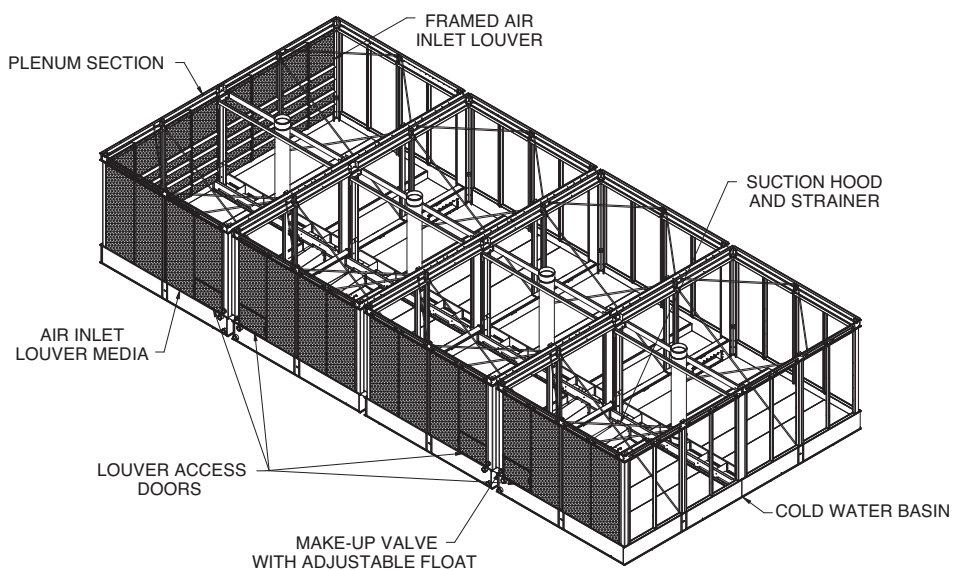 FRAMED AIR
INLET LOUVER
PLENUM SECTION
SUCTION HOOD
AND STRAINER
AIR INLET
LOUVER MEDIA
LOUVER ACCESS
DOORS
COLD WATER BASIN
MAKE-UP VALVE
WITH ADJUSTABLE FLOAT